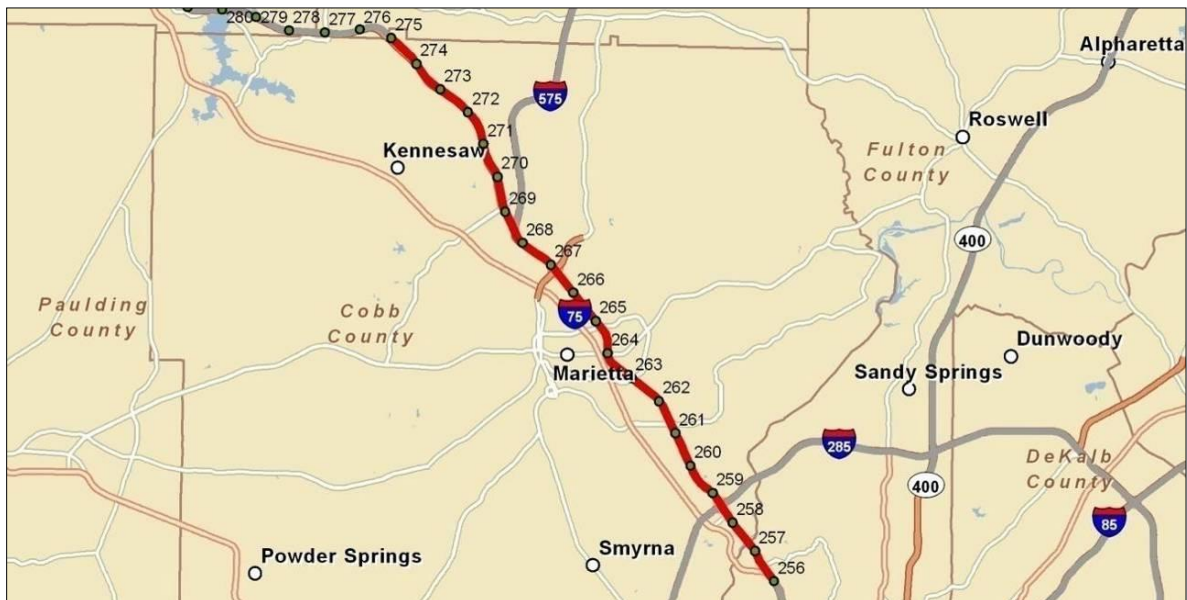 280
279
278
277
276
275
274
273
272
271
270
269
268
267
266
265
264
263
262
261
260
259
258
257
256
575
75
285
85
400
400
Alpharetta
Roswell
Fulton
County
Kennesaw
Paulding
County
Cobb
County
Marietta
Dunwoody
Sandy Springs
DeKalb
County
Powder Springs
Smyrna